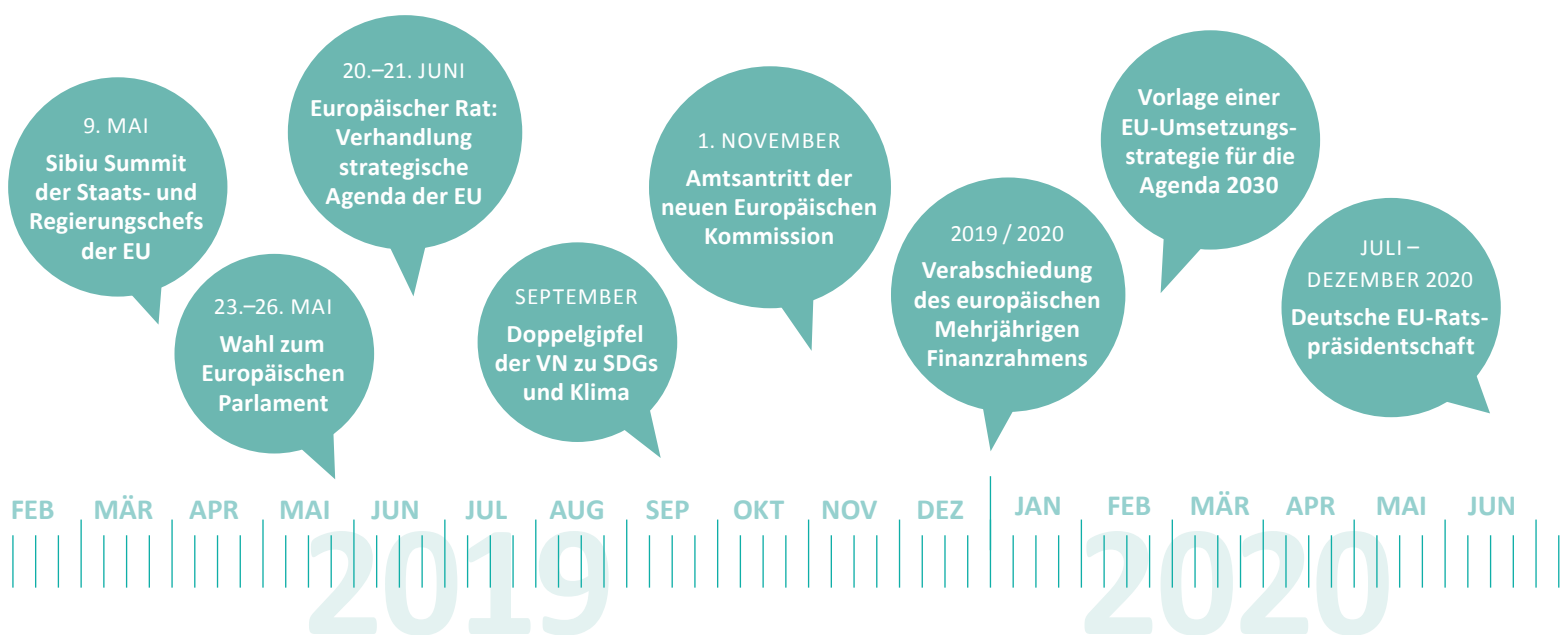 9. MAI
Sibiu Summit
der Staats- und
Regierungschefs
der EU
23.–26. MAI
Wahl zum
Europäischen
Parlament
20.–21. JUNI
Europäischer Rat:
Verhandlung
strategische
Agenda der EU
SEPTEMBER
Doppelgipfel
der VN zu SDGs
und Klima
1. NOVEMBER
Amtsantritt der
neuen Europäischen
Kommission
2019 / 2020
Verabschiedung
des europäischen
Mehrjährigen
Finanzrahmens
Vorlage einer
EU-Umsetzungs-
strategie für die
Agenda 2030
JULI –
DEZEMBER 2020
Deutsche EU-Rats-
präsidentschaft
FEB MÄR APR MAI JUN JUL AUG SEP OKT NOV DEZ JAN FEB MÄR APR MAI JUN
2019 2020